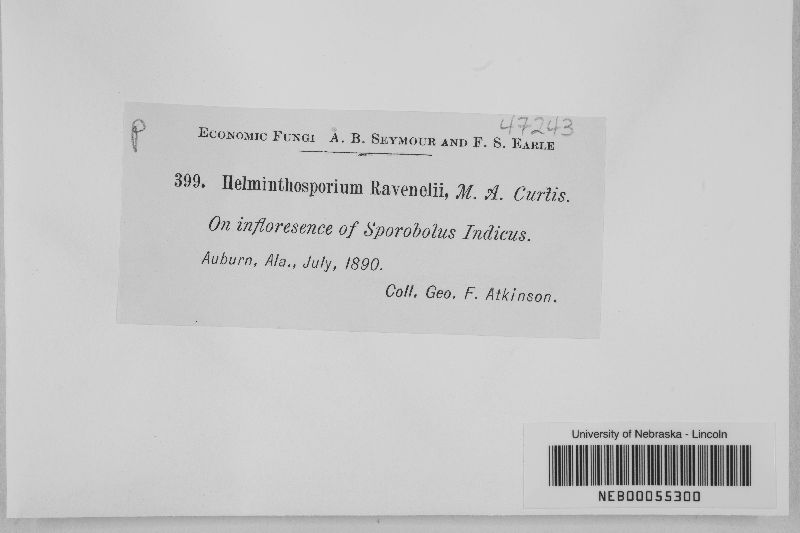 47243
P
Economic Fungi A. B. Seymour and F. S. Earle
399. Helminthosporium Ravenelii, M. A. Curtis.
On infloresence of Sporobolus Indicus.
Auburn, Ala., July, 1890.
Coll. Geo. F. Atkinson.
University of Nebraska - Lincoln
NEB00055300